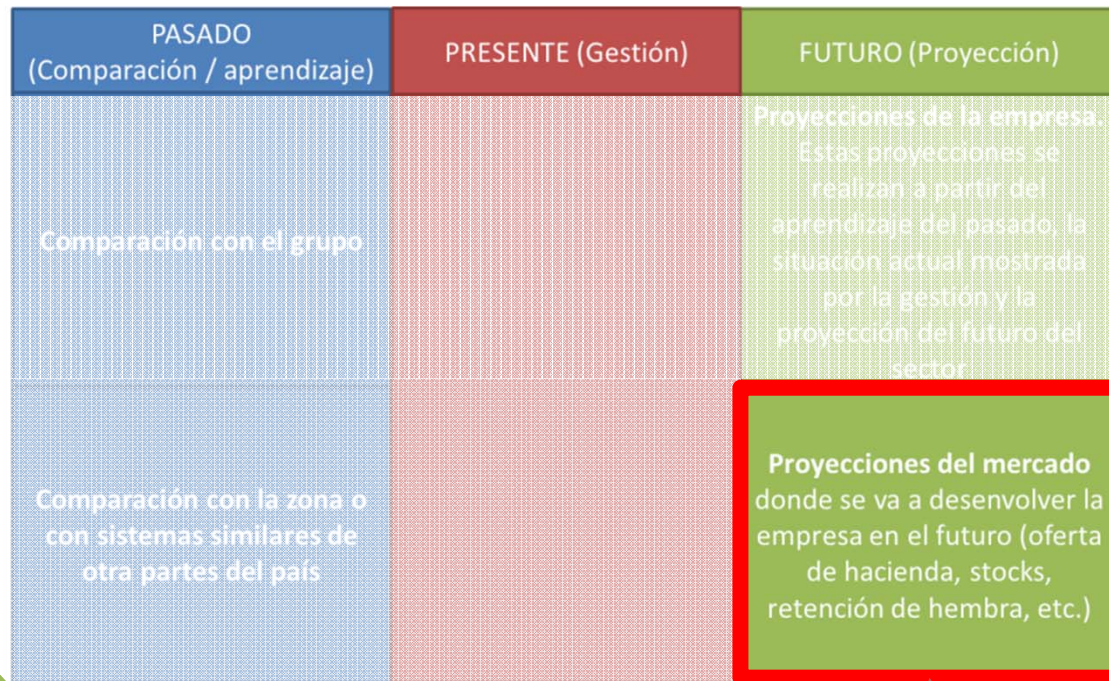 PASADO
(Comparación / aprendizaje)
PRESENTE (Gestión)
FUTURO (Proyección)
Comparación con el grupo
Proyecciones de la empresa.
Estas proyecciones se
realizan a partir del
aprendizaje del pasado, la
situación actual mostrada
por la gestión y la
proyección del futuro del
sector
Comparación con la zona o
con sistemas similares de
otra partes del país
Proyecciones del mercado
donde se va a desenvolver la
empresa en el futuro (oferta
de hacienda, stocks,
retención de hembra, etc.)